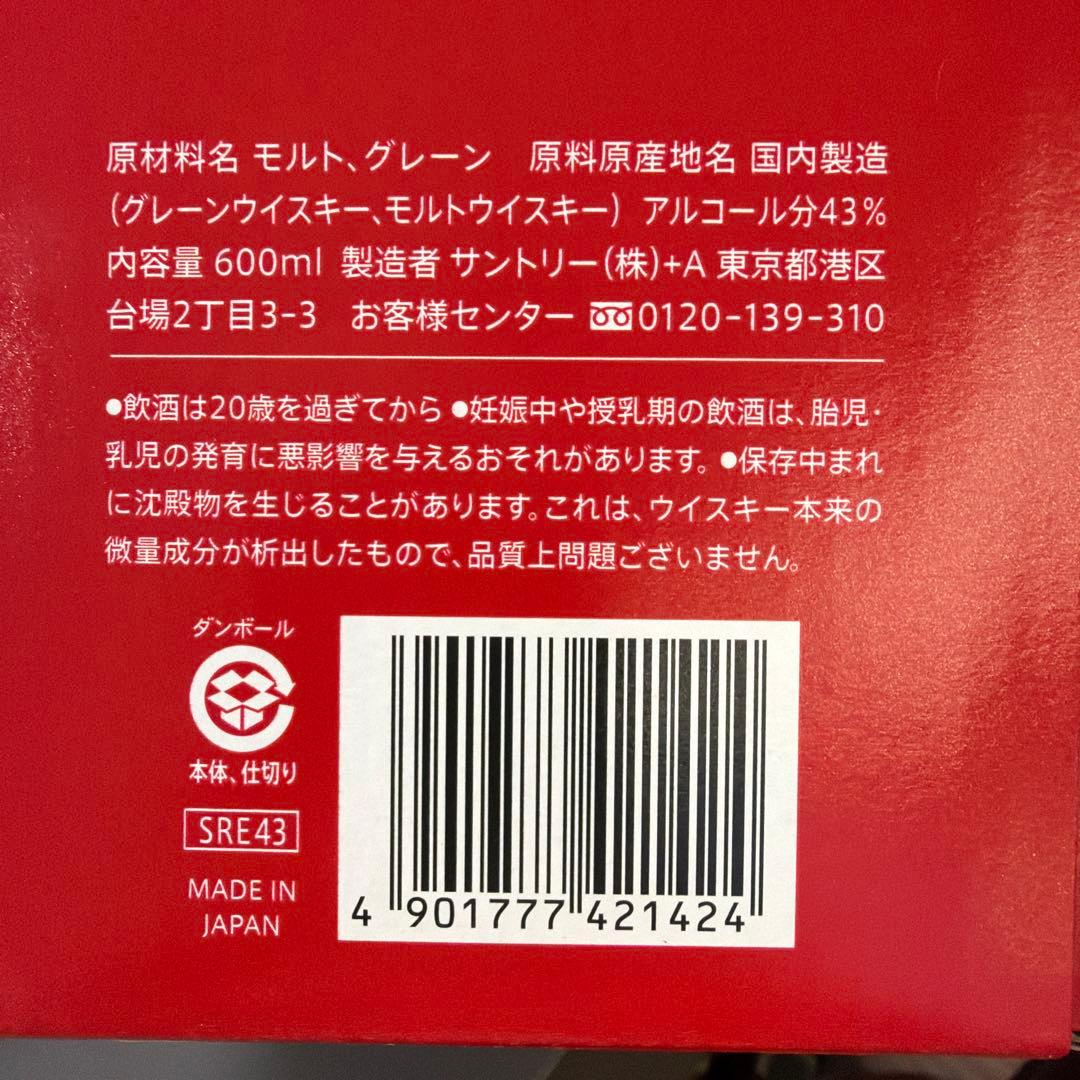 原材料名 モルト、グレーン　原料原産地名 国内製造
(グレーンウイスキー、モルトウイスキー) アルコール分43%
内容量 600ml 製造者 サントリー(株)+A 東京都港区
台場2丁目3-3　お客様センター 0120-139-310
●飲酒は20歳を過ぎてから ●妊娠中や授乳期の飲酒は、胎児・
乳児の発育に悪影響を与えるおそれがあります。●保存中まれ
に沈殿物を生じることがあります。これは、ウイスキー本来の
微量成分が析出したもので、品質上問題ございません。
ダンボール
本体、仕切り
SRE43
MADE IN
JAPAN
4 901777 421424